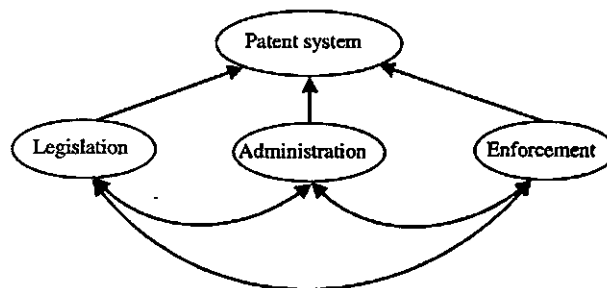 Patent system
Legislation
Administration
Enforcement